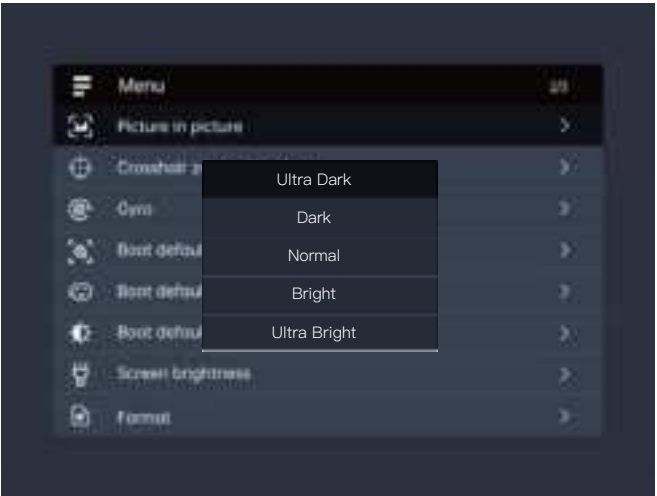 Menu
Picture in picture
Crosshair
Gyro
Boot
Boot
Boot
Screen brightness
Format
Ultra Dark
Dark
Normal
Bright
Ultra Bright